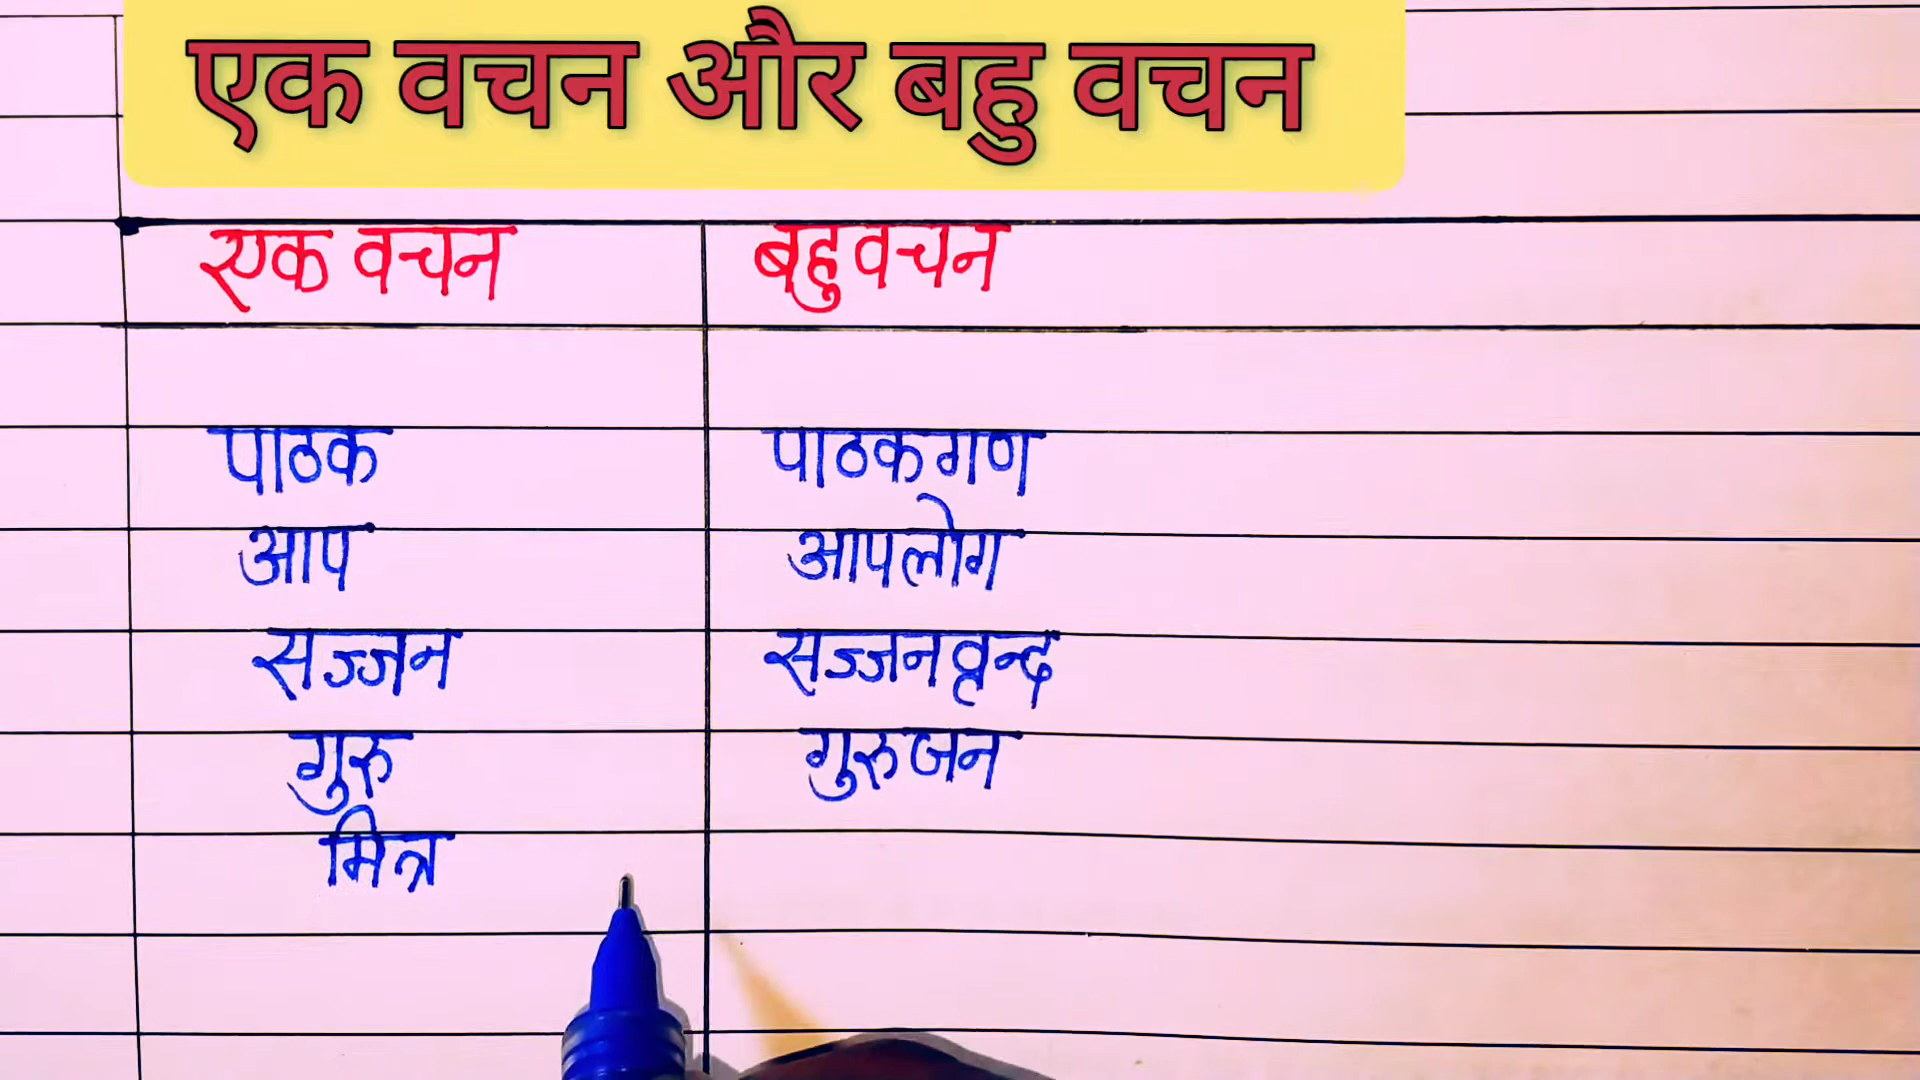 एक वचन और बहु वचन
एक वचन बहुवचन
पाठक पाठकगण
आप आपलोग
सज्जन सज्जनवृन्द
गुरु गुरुजन
मित्र